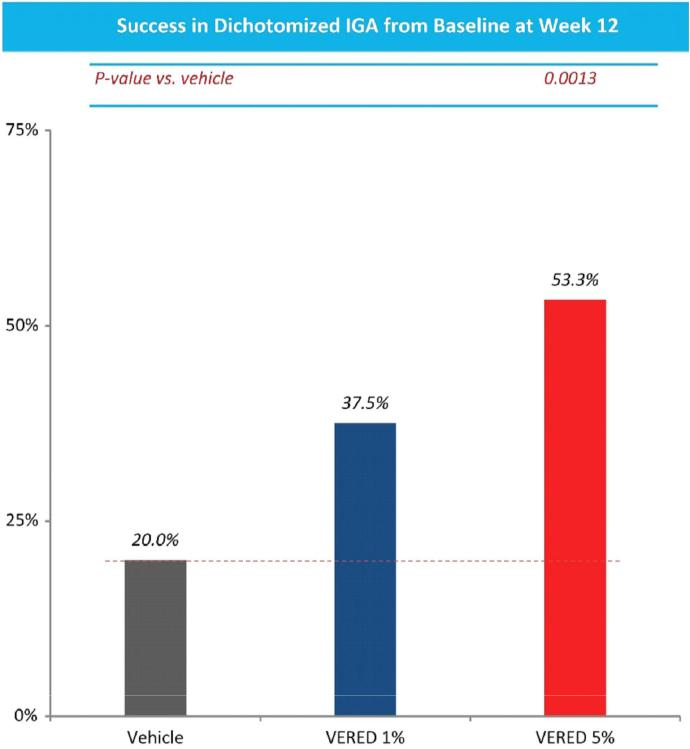 Success in Dichotomized IGA from Baseline at Week 12
P-value vs. vehicle 0.0013
75%
53.3%
50%
37.5%
25%
20.0%
0%
Vehicle VERED 1% VERED 5%